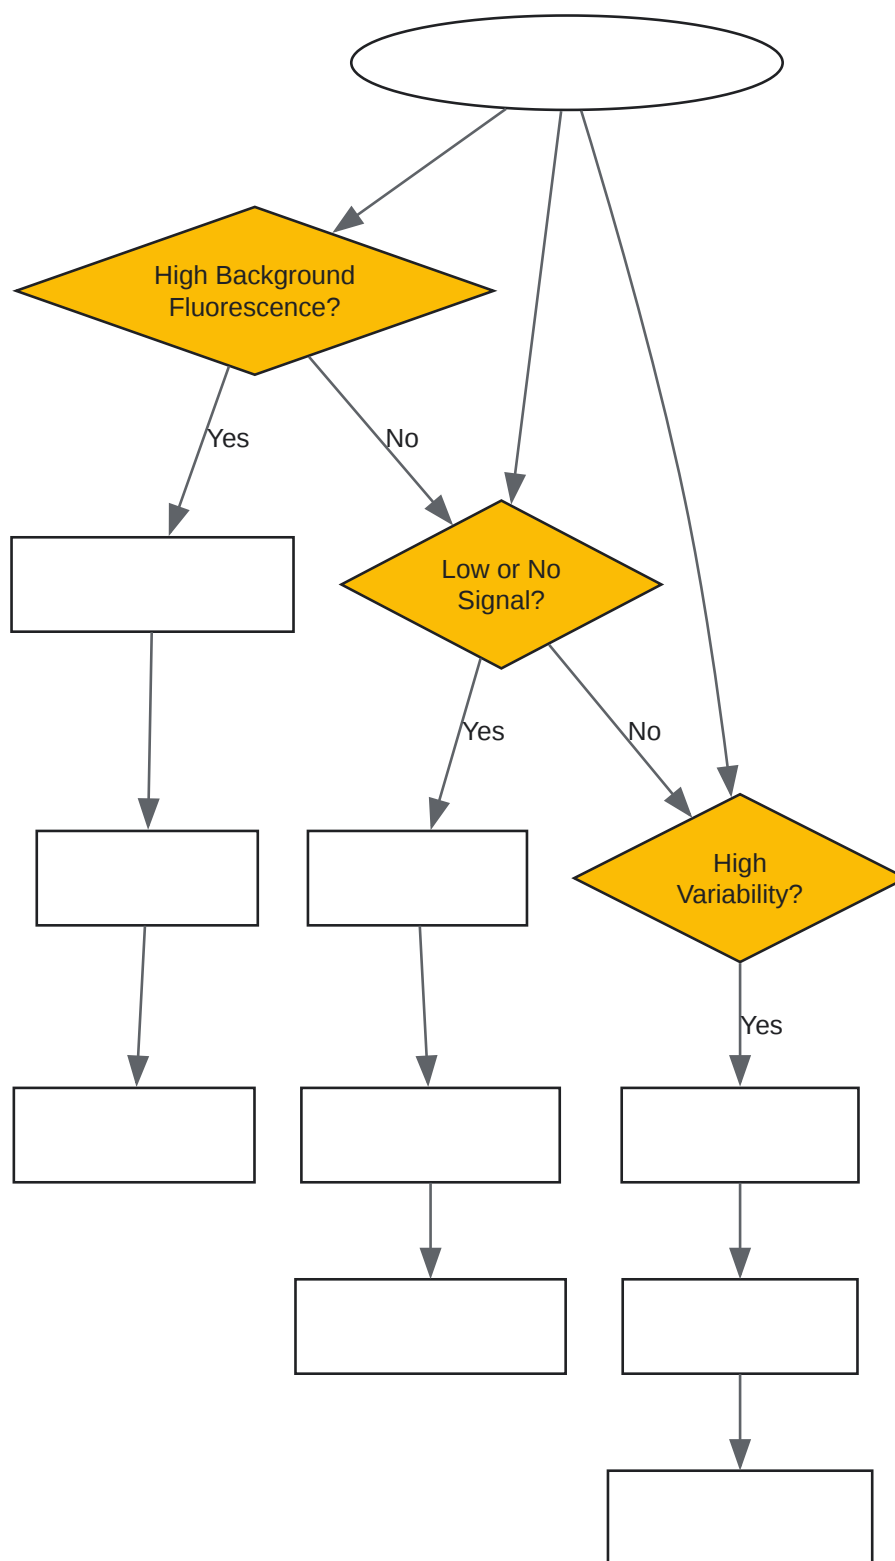 High Background
Fluorescence?
Yes
No
Low or No
Signal?
Yes
No
High
Variability?
Yes